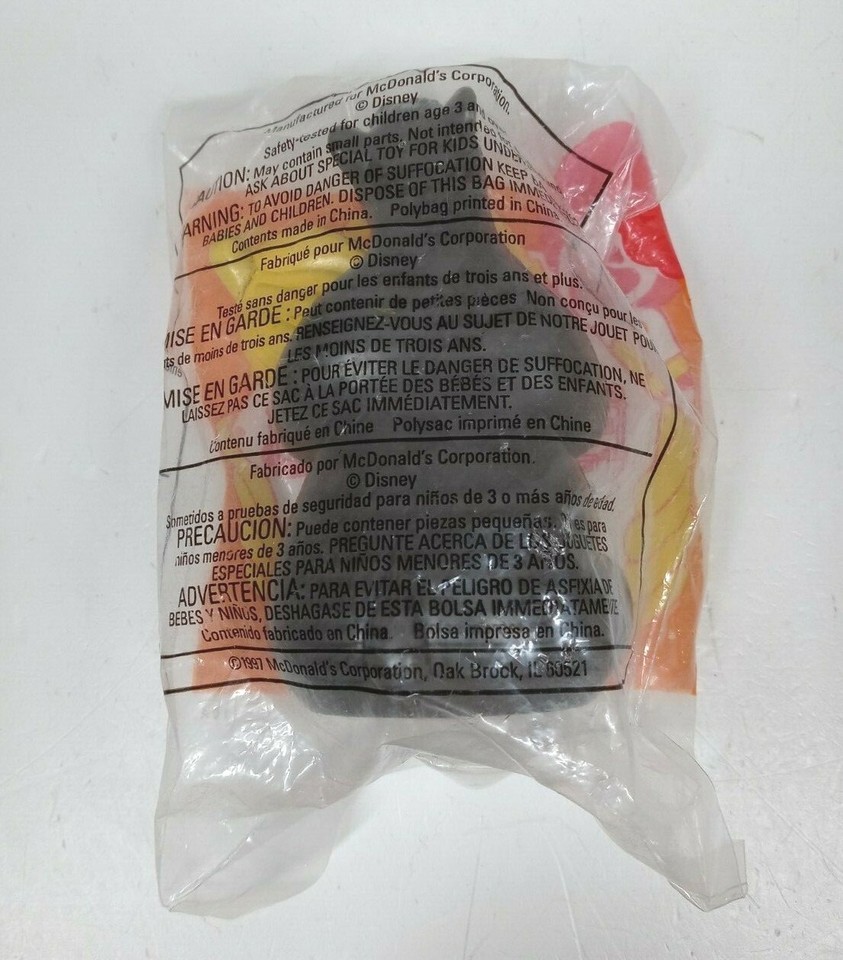 Manufactured for McDonald's Corporation.
© Disney
Safety-tested for children age 3 and
CAUTION: May contain small parts. Not intended
ASK ABOUT SPECIAL TOY FOR KIDS UNDER
ARNING: TO AVOID DANGER OF SUFFOCATION KEEP
BABIES AND CHILDREN. DISPOSE OF THIS BAG IMMEDIATELY
Contents made in China. Polybag printed in China
Fabriqué pour McDonald's Corporation
© Disney
Testé sans danger pour les enfants de trois ans et plus.
MISE EN GARDE : Peut contenir de petites pièces Non conçu pour les
ts de moins de trois ans. RENSEIGNEZ-VOUS AU SUJET DE NOTRE JOUET POUR
LES MOINS DE TROIS ANS.
MISE EN GARDE : POUR ÉVITER LE DANGER DE SUFFOCATION, NE
LAISSEZ PAS CE SAC À LA PORTÉE DES BÉBÉS ET DES ENFANTS.
JETEZ CE SAC IMMÉDIATEMENT.
Contenu fabriqué en Chine Polysac imprimé en Chine
Fabricado por McDonald's Corporation.
© Disney
Sometidos a pruebas de seguridad para niños de 3 o más años de edad.
PRECAUCION: Puede contener piezas pequeñas. es para
niños menores de 3 años. PREGUNTE ACERCA DE LOS JUGUETES
ESPECIALES PARA NIÑOS MENORES DE 3 AÑOS.
ADVERTENCIA: PARA EVITAR EL PELIGRO DE ASFIXIA DE
BEBES Y NIÑOS, DESHAGASE DE ESTA BOLSA IMMEDIATAMENTE
Contenido fabricado en China. Bolsa impresa en China.
©1997 McDonald's Corporation, Oak Brook, IL 60521